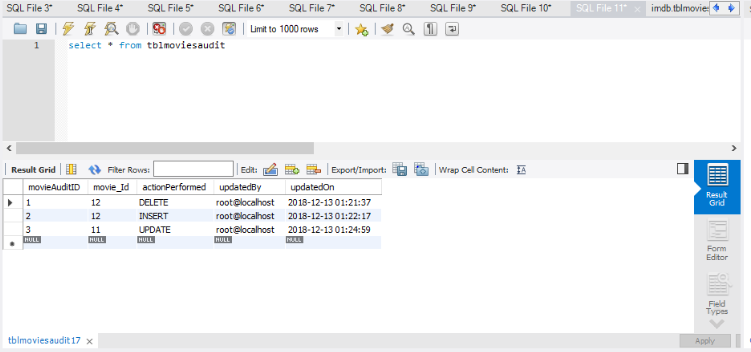 SQL File 3* SQL File 4* SQL File 5* SQL File 6* SQL File 7* SQL File 8* SQL File 9* SQL File 10* SQL File 11* imdb.tblmovies
Limit to 1000 rows
1 select * from tblmoviesaudit
Result Grid Filter Rows: Edit: Export/Import: Wrap Cell Content:
movieAuditID movie_Id actionPerformed updatedBy updatedOn
1 12 DELETE root@localhost 2018-12-13 01:21:37
2 12 INSERT root@localhost 2018-12-13 01:22:17
3 11 UPDATE root@localhost 2018-12-13 01:24:59
NULL NULL NULL NULL NULL
Result
Grid
Form
Editor
Field
Types
tblmoviesaudit17 Apply